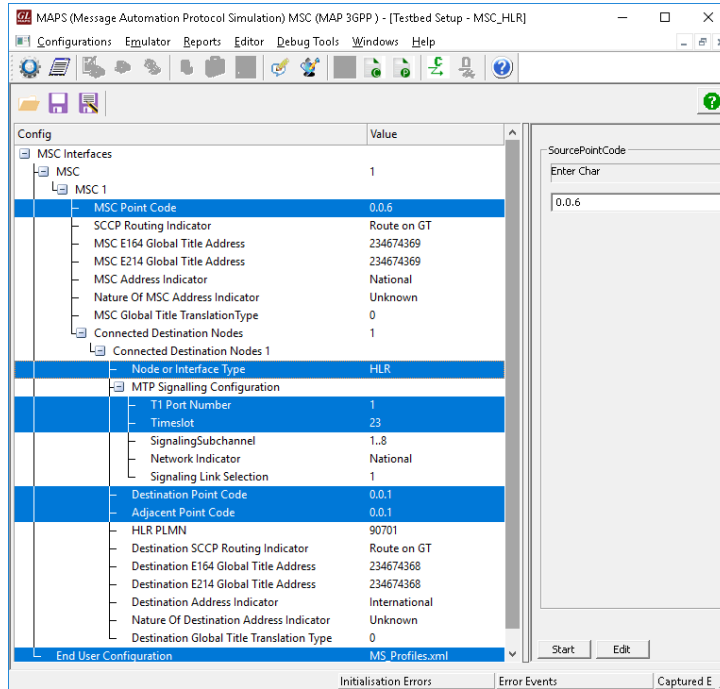 MAPS (Message Automation Protocol Simulation) MSC (MAP 3GPP ) - [Testbed Setup - MSC_HLR]
Configurations Emulator Reports Editor Debug Tools Windows Help
Config Value
MSC Interfaces
MSC 1
MSC 1
MSC Point Code 0.0.6
SCCP Routing Indicator Route on GT
MSC E164 Global Title Address 234674369
MSC E214 Global Title Address 234674369
MSC Address Indicator National
Nature Of MSC Address Indicator Unknown
MSC Global Title TranslationType 0
Connected Destination Nodes 1
Connected Destination Nodes 1
Node or Interface Type HLR
MTP Signalling Configuration
T1 Port Number 1
Timeslot 23
SignalingSubchannel 1..8
Network Indicator National
Signaling Link Selection 1
Destination Point Code 0.0.1
Adjacent Point Code 0.0.1
HLR PLMN 90701
Destination SCCP Routing Indicator Route on GT
Destination E164 Global Title Address 234674368
Destination E214 Global Title Address 234674368
Destination Address Indicator International
Nature Of Destination Address Indicator Unknown
Destination Global Title Translation Type 0
End User Configuration MS_Profiles.xml
SourcePointCode
Enter Char
0.0.6
Start Edit
Initialisation Errors Error Events Captured E